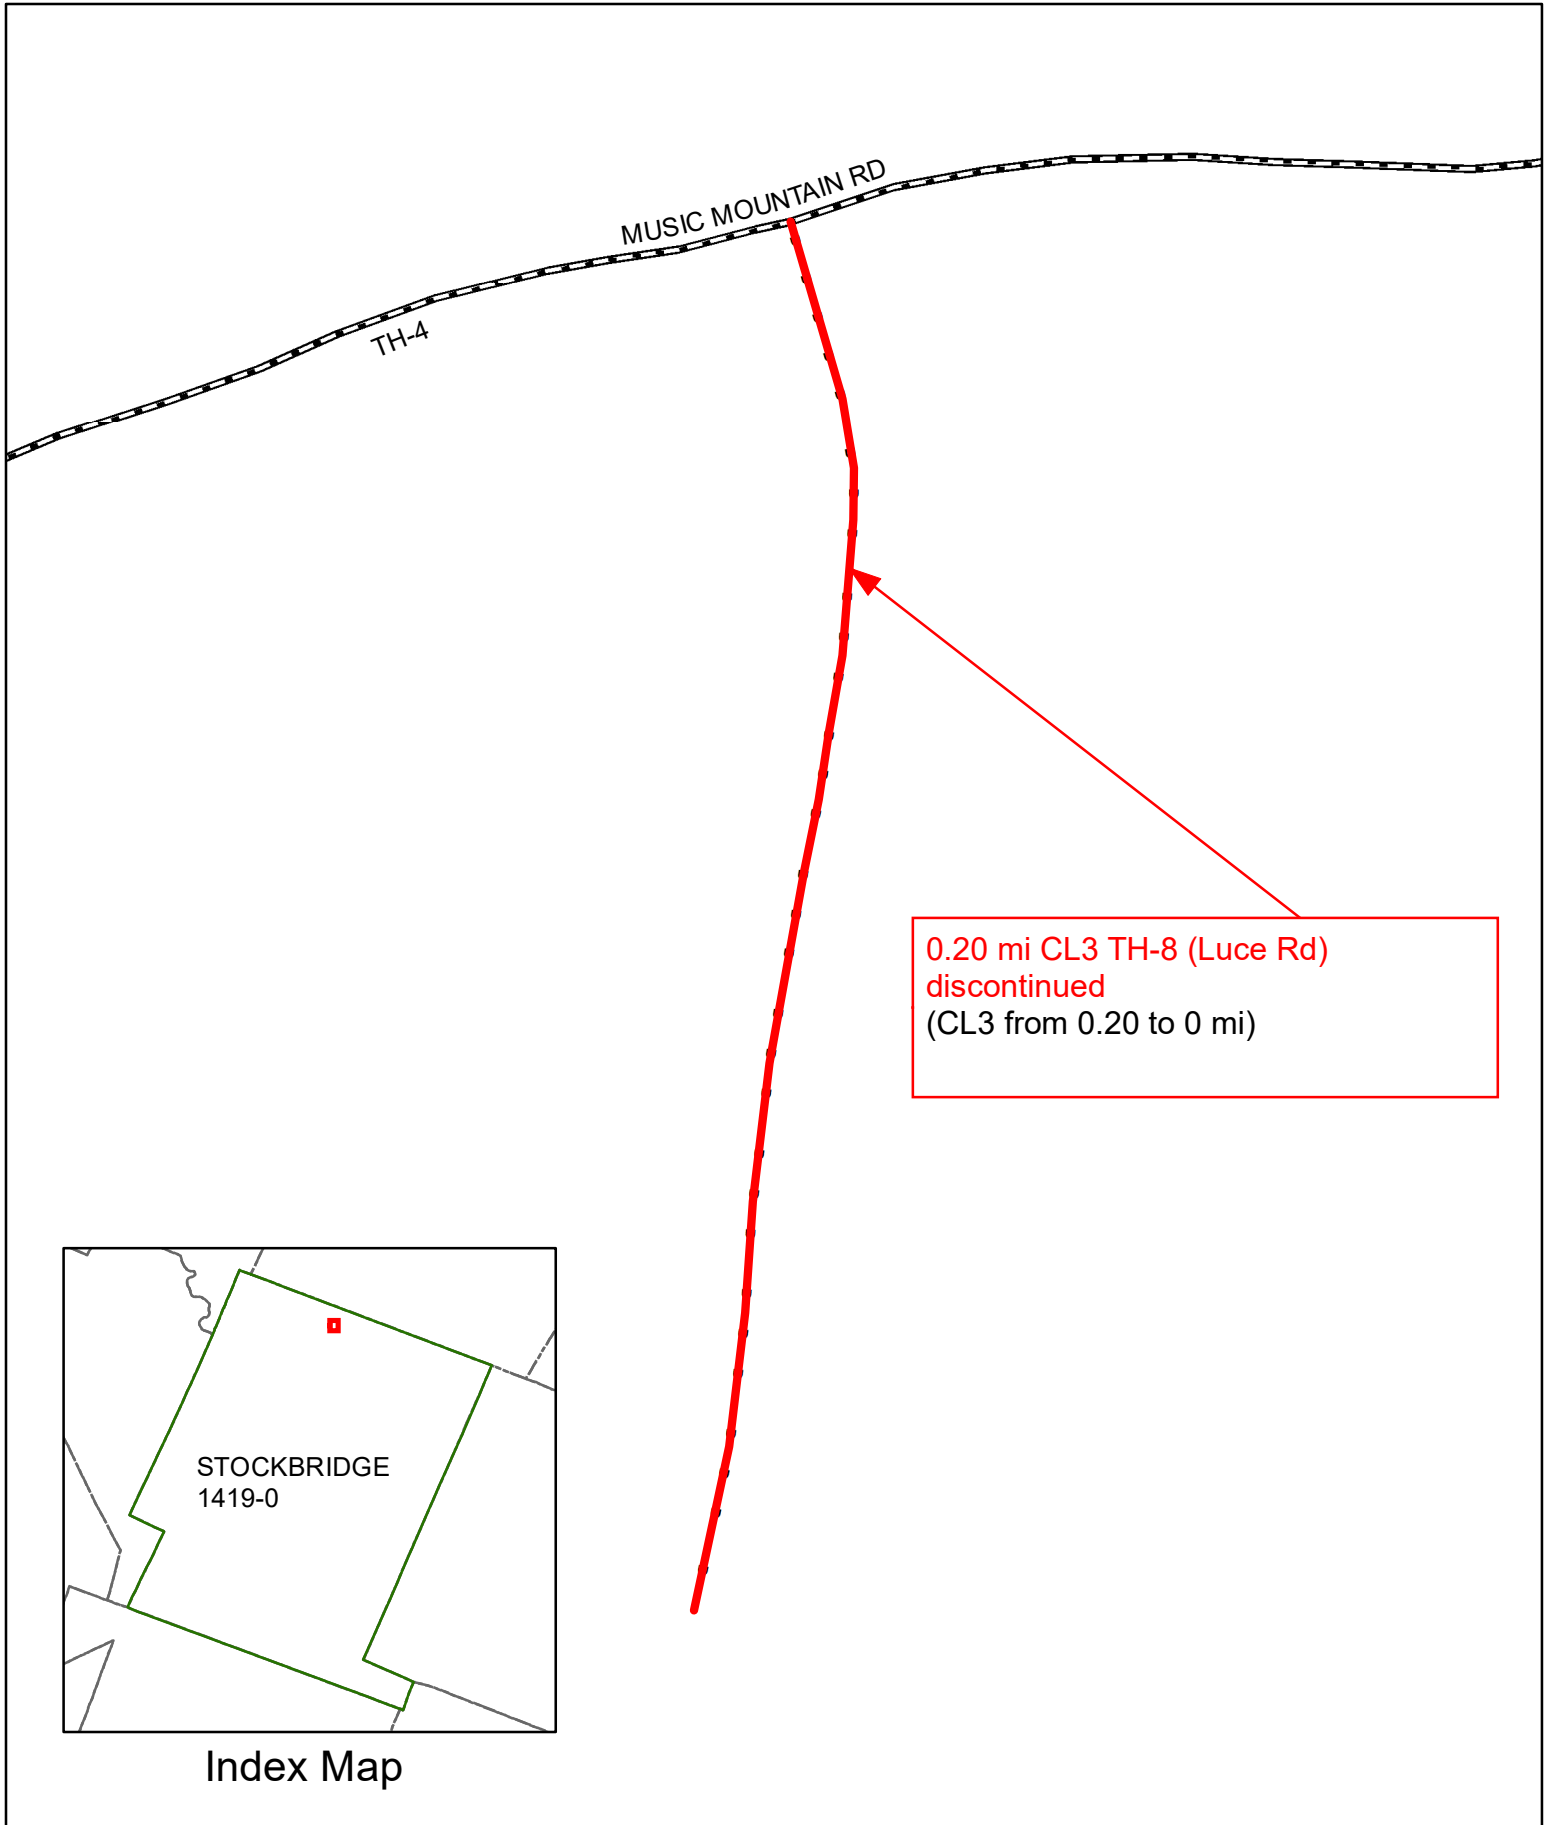 MUSIC MOUNTAIN RD
TH-4
0.20 mi CL3 TH-8 (Luce Rd)
discontinued
(CL3 from 0.20 to 0 mi)
STOCKBRIDGE
1419-0
Index Map